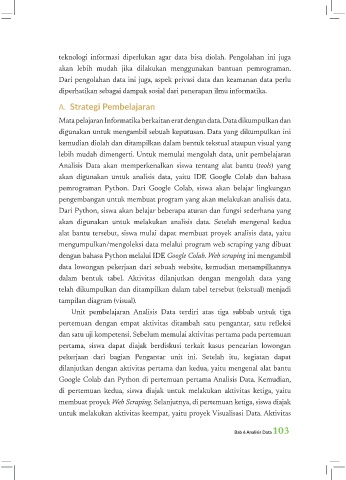 teknologi informasi diperlukan agar data bisa diolah. Pengolahan ini juga
akan lebih mudah jika dilakukan menggunakan bantuan pemrograman.
Dari pengolahan data ini juga, aspek privasi data dan keamanan data perlu
diperhatikan sebagai dampak sosial dari penerapan ilmu informatika.
A. Strategi Pembelajaran
Mata pelajaran Informatika berkaitan erat dengan data. Data dikumpulkan dan
digunakan untuk mengambil sebuah keputusan. Data yang dikumpulkan ini
kemudian diolah dan ditampilkan dalam bentuk tekstual ataupun visual yang
lebih mudah dimengerti. Untuk memulai mengolah data, unit pembelajaran
Analisis Data akan memperkenalkan siswa tentang alat bantu (tools) yang
akan digunakan untuk analisis data, yaitu IDE Google Colab dan bahasa
pemrograman Python. Dari Google Colab, siswa akan belajar lingkungan
pengembangan untuk membuat program yang akan melakukan analisis data.
Dari Python, siswa akan belajar beberapa aturan dan fungsi sederhana yang
akan digunakan untuk melakukan analisis data. Setelah mengenal kedua
alat bantu tersebut, siswa mulai dapat membuat proyek analisis data, yaitu
mengumpulkan/mengoleksi data melalui program web scraping yang dibuat
dengan bahasa Python melalui IDE Google Colab. Web scraping ini mengambil
data lowongan pekerjaan dari sebuah website, kemudian menampilkannya
dalam bentuk tabel. Aktivitas dilanjutkan dengan mengolah data yang
telah dikumpulkan dan ditampilkan dalam tabel tersebut (tekstual) menjadi
tampilan diagram (visual).
Unit pembelajaran Analisis Data terdiri atas tiga subbab untuk tiga
pertemuan dengan empat aktivitas ditambah satu pengantar, satu refleksi
dan satu uji kompetensi. Sebelum memulai aktivitas pertama pada pertemuan
pertama, siswa dapat diajak berdiskusi terkait kasus pencarian lowongan
pekerjaan dari bagian Pengantar unit ini. Setelah itu, kegiatan dapat
dilanjutkan dengan aktivitas pertama dan kedua, yaitu mengenal alat bantu
Google Colab dan Python di pertemuan pertama Analisis Data. Kemudian,
di pertemuan kedua, siswa diajak untuk melakukan aktivitas ketiga, yaitu
membuat proyek Web Scraping. Selanjutnya, di pertemuan ketiga, siswa diajak
untuk melakukan aktivitas keempat, yaitu proyek Visualisasi Data. Aktivitas
Bab 6 Analisis Data 103